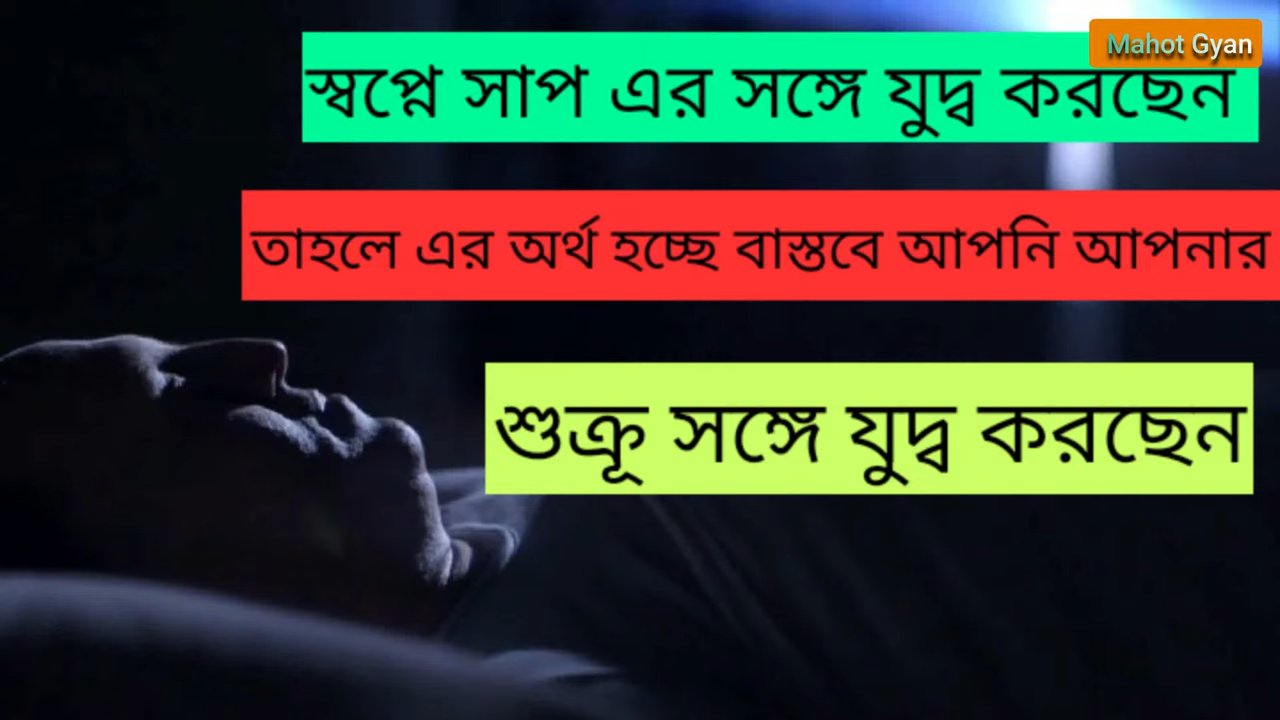 Mahot Gyan
স্বপ্নে সাপ এর সঙ্গে যুদ্ব করছেন
তাহলে এর অর্থ হচ্ছে বাস্তবে আপনি আপনার
শুক্রূ সঙ্গে যুদ্ব করছেন